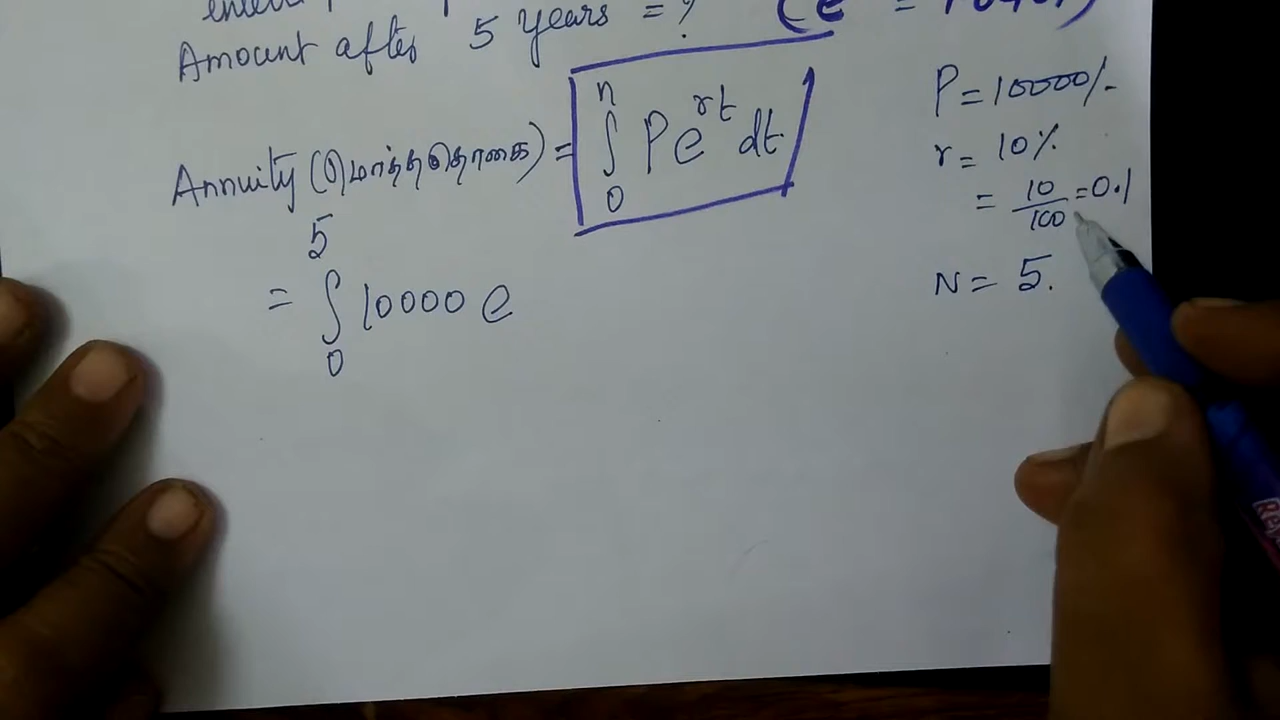 Amount after 5 years = ? (e
Annuity (மொத்ததொகை) = ∫₀ⁿ Pe^{rt} dt
= ∫₀⁵ 10000 e
P = 10000/-
r = 10%
= 10/100 = 0.1
N = 5.